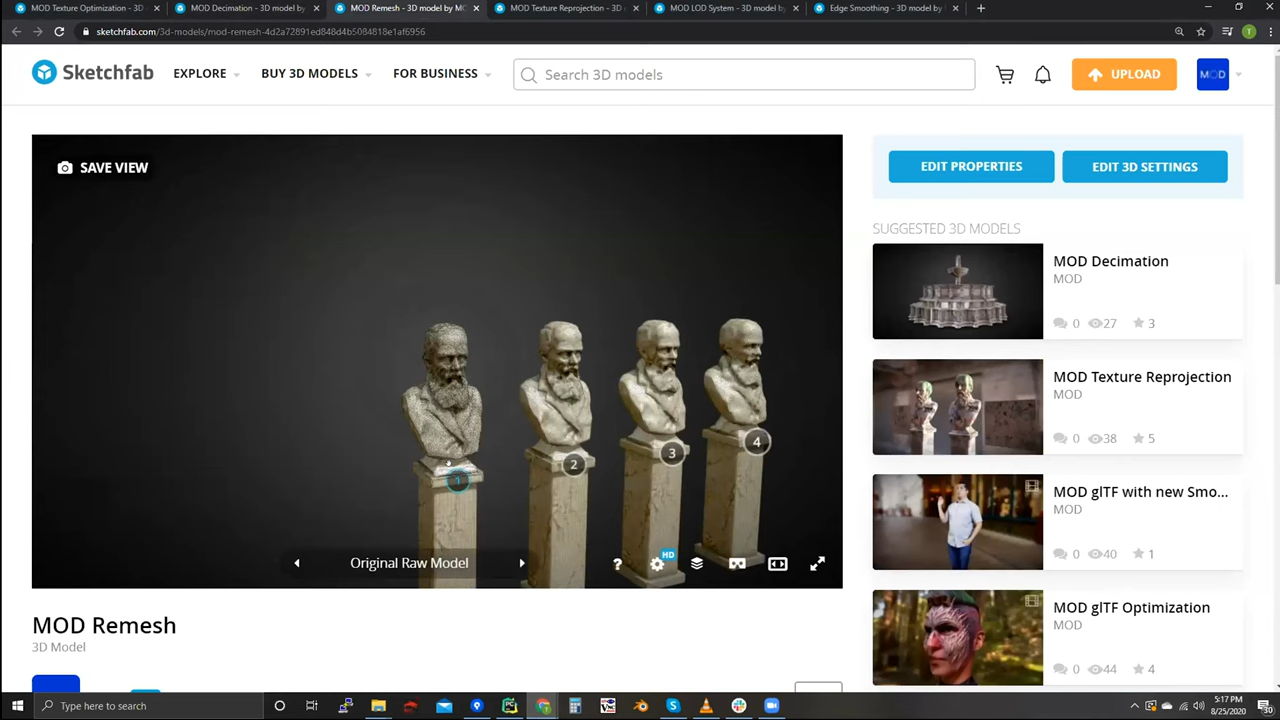 MOD Texture Optimization - 3D
MOD Decimation - 3D model by
MOD Remesh - 3D model by MO
MOD Texture Reprojection - 3D
MOD LOD System - 3D model by
Edge Smoothing - 3D model by
sketchfab.com/3d-models/mod-remesh-4d2a72891ed848d4b5084818e1af6956
T
Sketchfab
EXPLORE
BUY 3D MODELS
FOR BUSINESS
Search 3D models
UPLOAD
MOD
SAVE VIEW
EDIT PROPERTIES
EDIT 3D SETTINGS
SUGGESTED 3D MODELS
MOD Decimation
MOD
0 27 3
MOD Texture Reprojection
MOD
0 38 5
MOD glTF with new Smo...
MOD
0 40 1
MOD glTF Optimization
MOD
0 44 4
1
2
3
4
Original Raw Model
? HD
MOD Remesh
3D Model
Type here to search
5:17 PM
8/25/2020
30